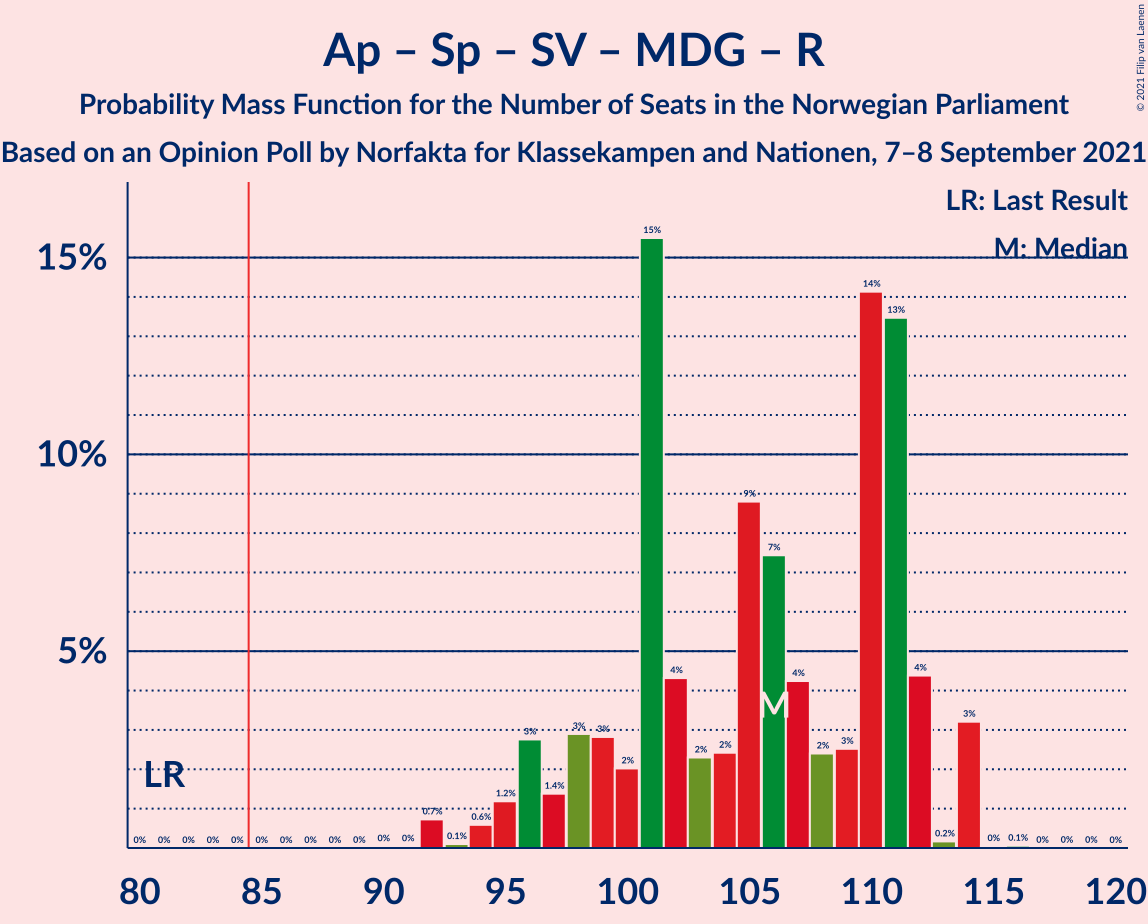 Ap – Sp – SV – MDG – R
Probability Mass Function for the Number of Seats in the Norwegian Parliament
Based on an Opinion Poll by Norfakta for Klassekampen and Nationen, 7–8 September 2021
© 2021 Filip van Laenen
LR: Last Result
M: Median
15%
10%
5%
LR
M
0% 0% 0% 0% 0% 0% 0% 0% 0% 0% 0% 0% 0.7% 0.1% 0.6% 1.2% 3% 1.4% 3% 3% 2% 15% 4% 2% 2% 9% 7% 4% 2% 3% 14% 13% 4% 0.2% 3% 0% 0.1% 0% 0% 0% 0%
80 85 90 95 100 105 110 115 120